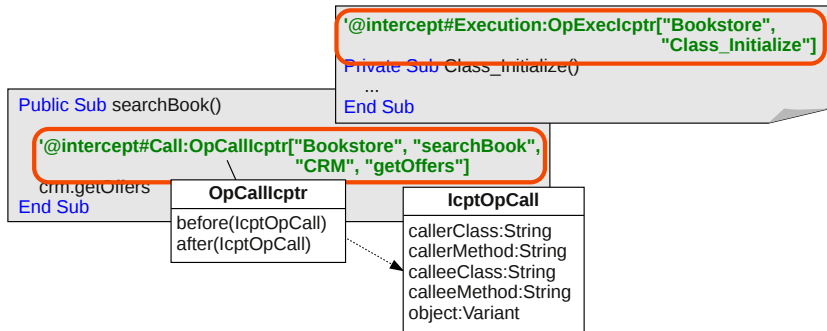 '@intercept#Execution:OpExecIcptr["Bookstore",
"Class_Initialize"]
Private Sub Class_Initialize()
...
End Sub
Public Sub searchBook()
'@intercept#Call:OpCallIcptr["Bookstore", "searchBook",
"CRM", "getOffers"]
crm.getOffers
End Sub
OpCallIcptr
before(IcptOpCall)
after(IcptOpCall)
IcptOpCall
callerClass:String
callerMethod:String
calleeClass:String
calleeMethod:String
object:Variant